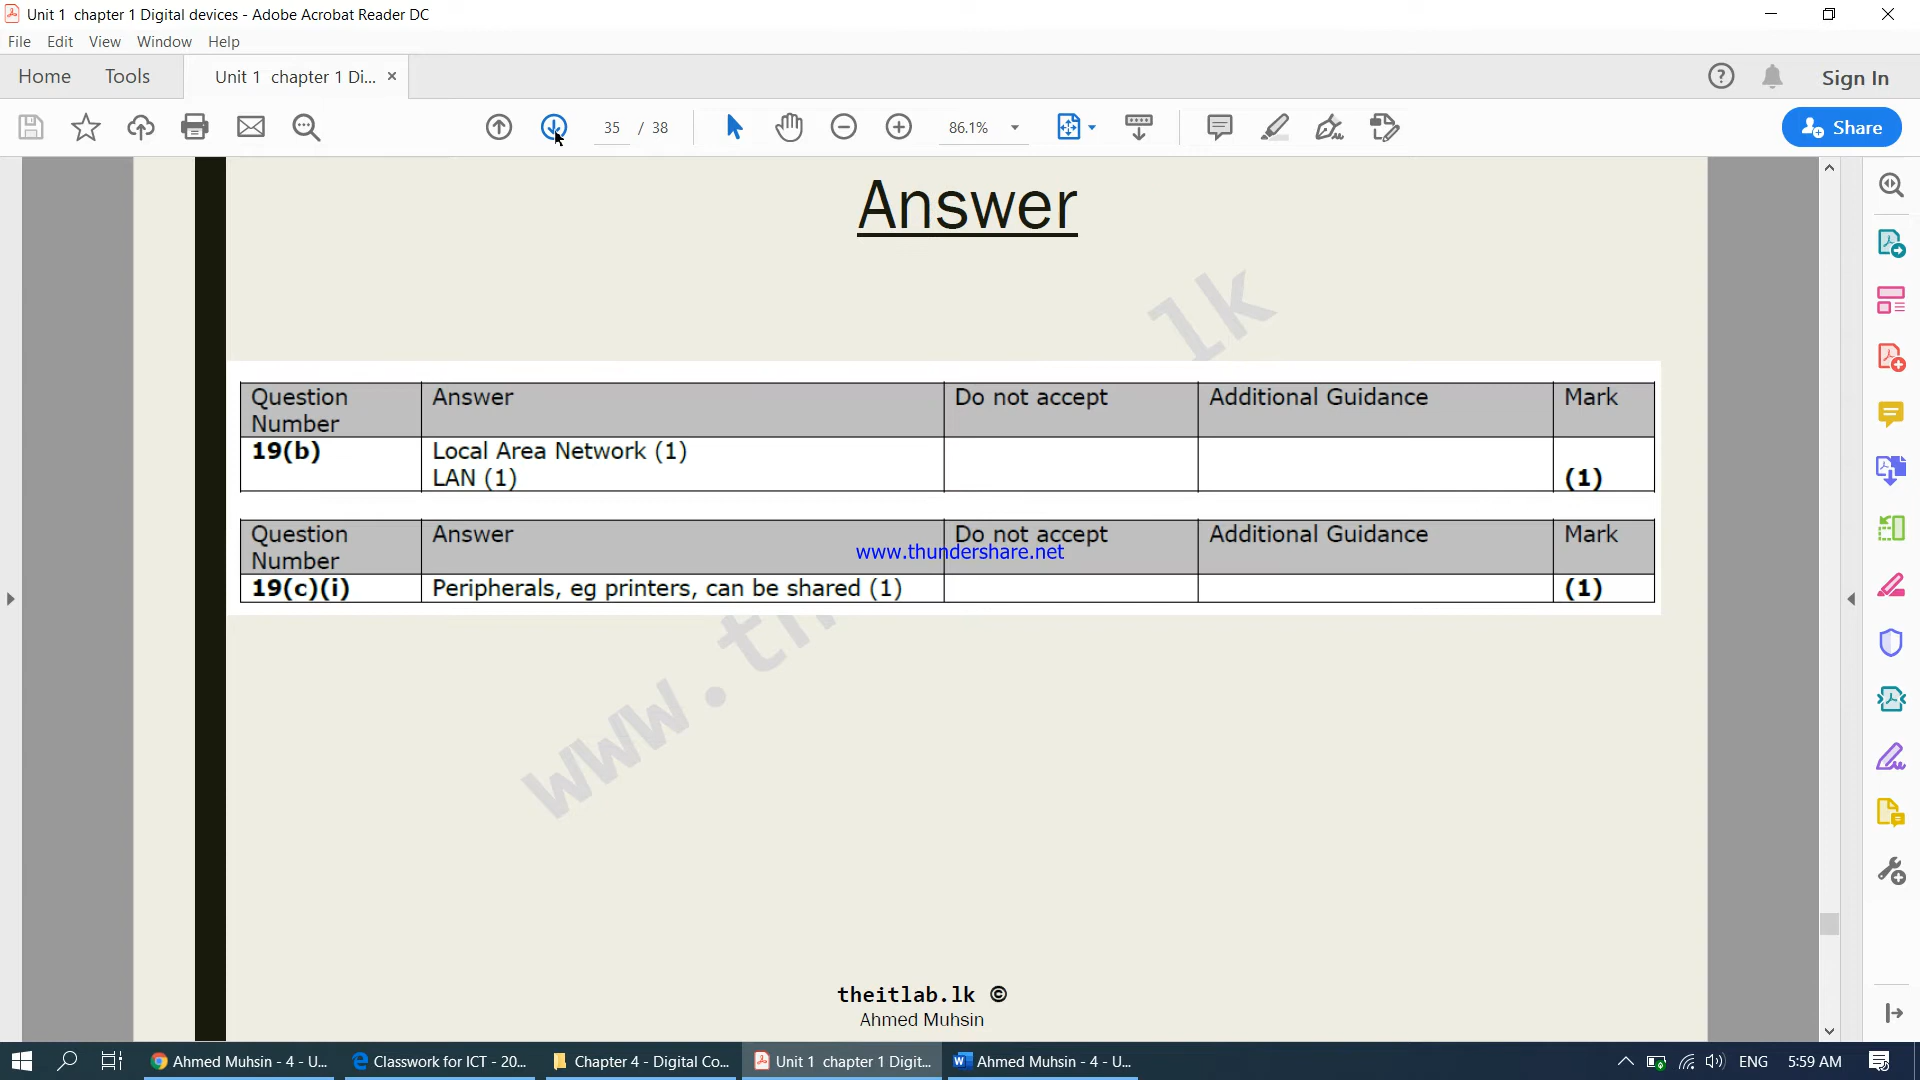 Unit 1 chapter 1 Digital devices - Adobe Acrobat Reader DC
File Edit View Window Help
Home Tools Unit 1 chapter 1 Di... × Sign In
35 / 38 86.1% Share
Answer
lk
Question Number Answer Do not accept Additional Guidance Mark
19(b) Local Area Network (1)
LAN (1) (1)
Question Number Answer Do not accept Additional Guidance Mark
www.thundershare.net
19(c)(i) Peripherals, eg printers, can be shared (1) (1)
www.th
theitlab.lk ©
Ahmed Muhsin
Ahmed Muhsin - 4 - U... Classwork for ICT - 20... Chapter 4 - Digital Co... Unit 1 chapter 1 Digit... Ahmed Muhsin - 4 - U... ENG 5:59 AM